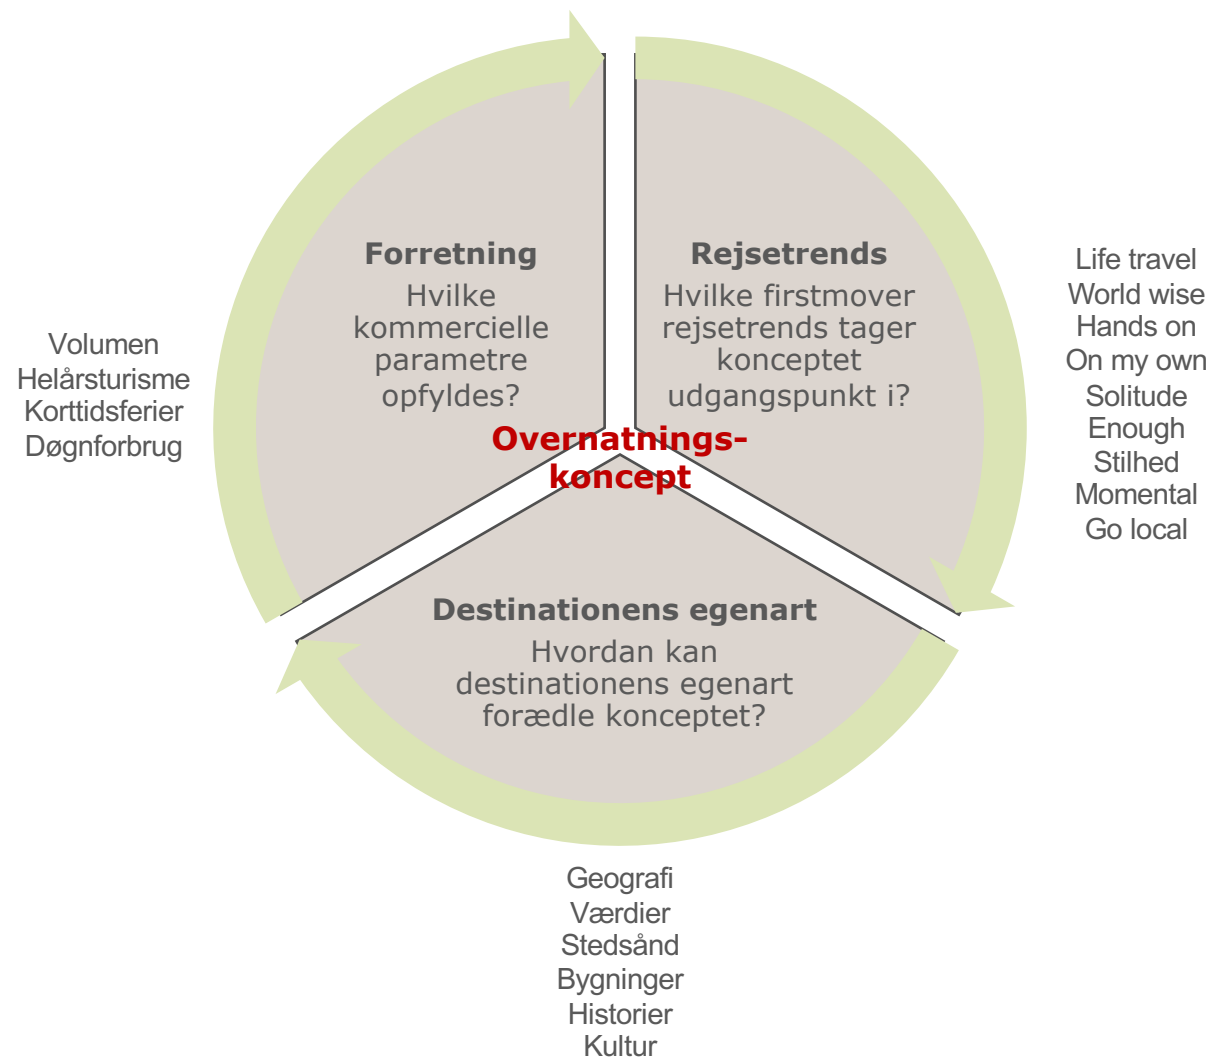 Forretning
Hvilke
kommercielle
parametre
opfyldes?
Rejsetrends
Hvilke firstmover
rejsetrends tager
konceptet
udgangspunkt i?
Overnatnings-
koncept
Destinationens egenart
Hvordan kan
destinationens egenart
forædle konceptet?
Volumen
Helårsturisme
Korttidsferier
Døgnforbrug
Life travel
World wise
Hands on
On my own
Solitude
Enough
Stilhed
Momental
Go local
Geografi
Værdier
Stedsånd
Bygninger
Historier
Kultur